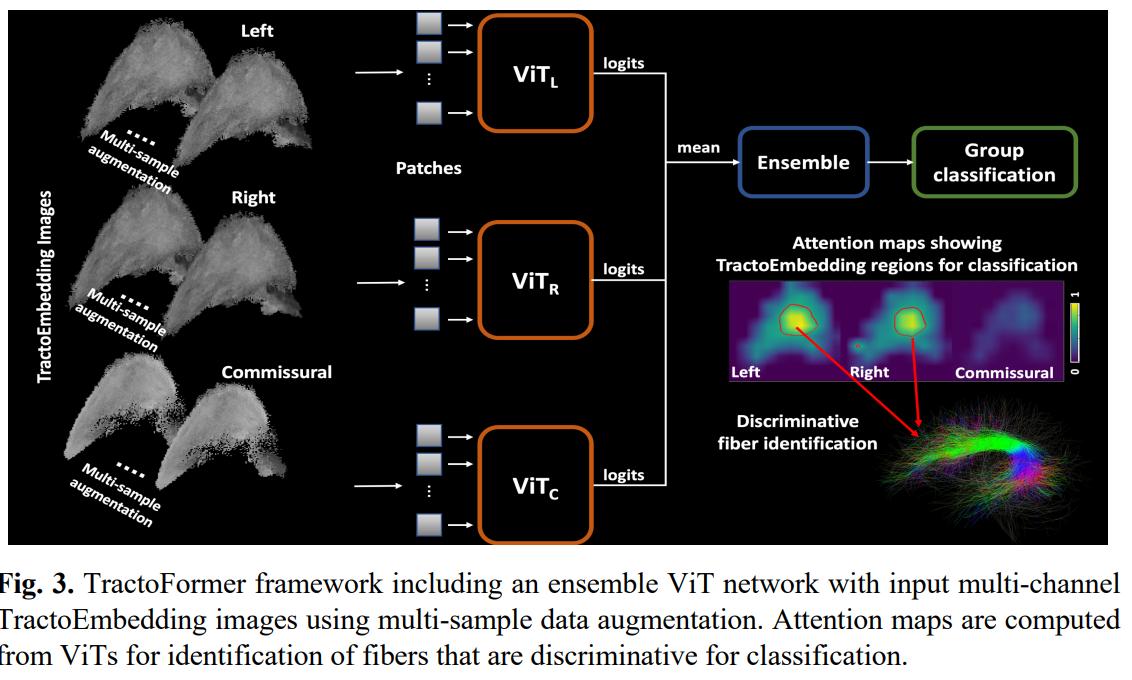 TractoEmbedding Images
Left
Multi-sample
augmentation
Right
Multi-sample
augmentation
Commissural
Multi-sample
augmentation
Patches
ViTL
logits
ViTR
logits
ViTC
logits
mean
Ensemble
Group
classification
Attention maps showing
TractoEmbedding regions for classification
Left
Right
Commissural
1
0
Discriminative
fiber identification
Fig. 3. TractoFormer framework including an ensemble ViT network with input multi-channel
TractoEmbedding images using multi-sample data augmentation. Attention maps are computed
from ViTs for identification of fibers that are discriminative for classification.